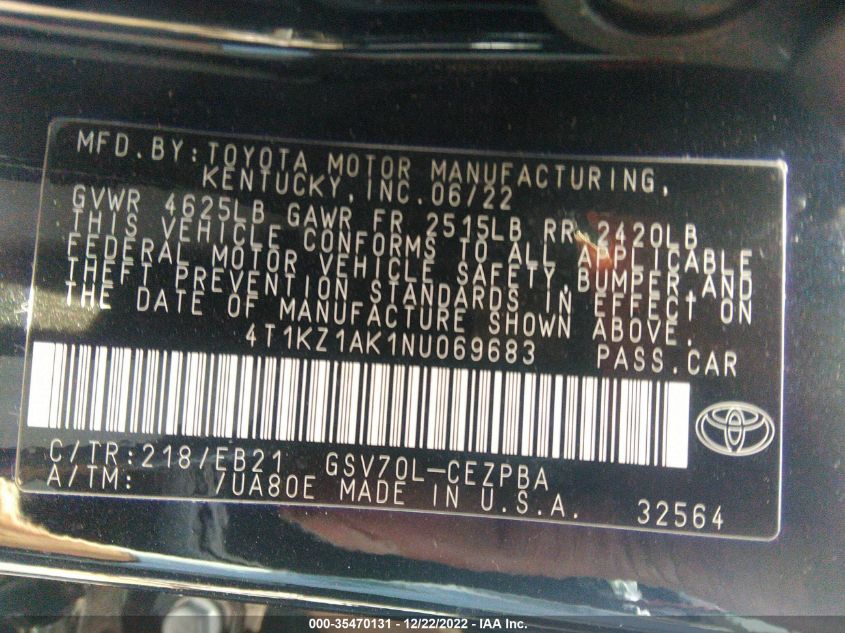 MFD.BY:TOYOTA MOTOR MANUFACTURING,
KENTUCKY,INC.06/22
GVWR 4625LB GAWR FR 2515LB RR 2420LB
THIS VEHICLE CONFORMS TO ALL APPLICABLE
FEDERAL MOTOR VEHICLE SAFETY,BUMPER,AND
THEFT PREVENTION STANDARDS IN EFFECT ON
THE DATE OF MANUFACTURE SHOWN ABOVE.
4T1KZ1AK1NU069683 PASS.CAR
C/TR:218/EB21 GSV70L-CEZPBA
A/TM: /UA80E MADE IN U.S.A. 32564
000-35470131 - 12/22/2022 - IAA Inc.